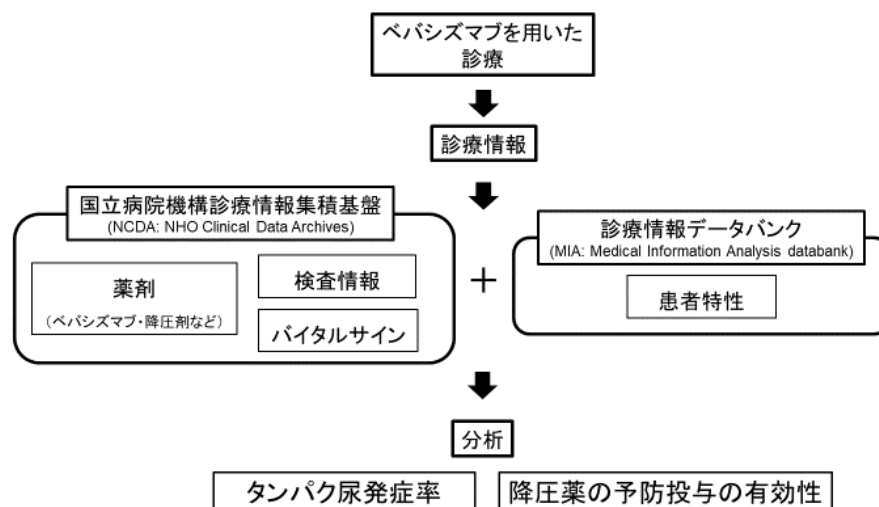 ベバシズマブを用いた
診療
診療情報
国立病院機構診療情報集積基盤
(NCDA: NHO Clinical Data Archives)
薬剤
(ベバシズマブ・降圧剤など)
検査情報
バイタルサイン
+
診療情報データバンク
(MIA: Medical Information Analysis databank)
患者特性
分析
タンパク尿発症率
降圧薬の予防投与の有効性